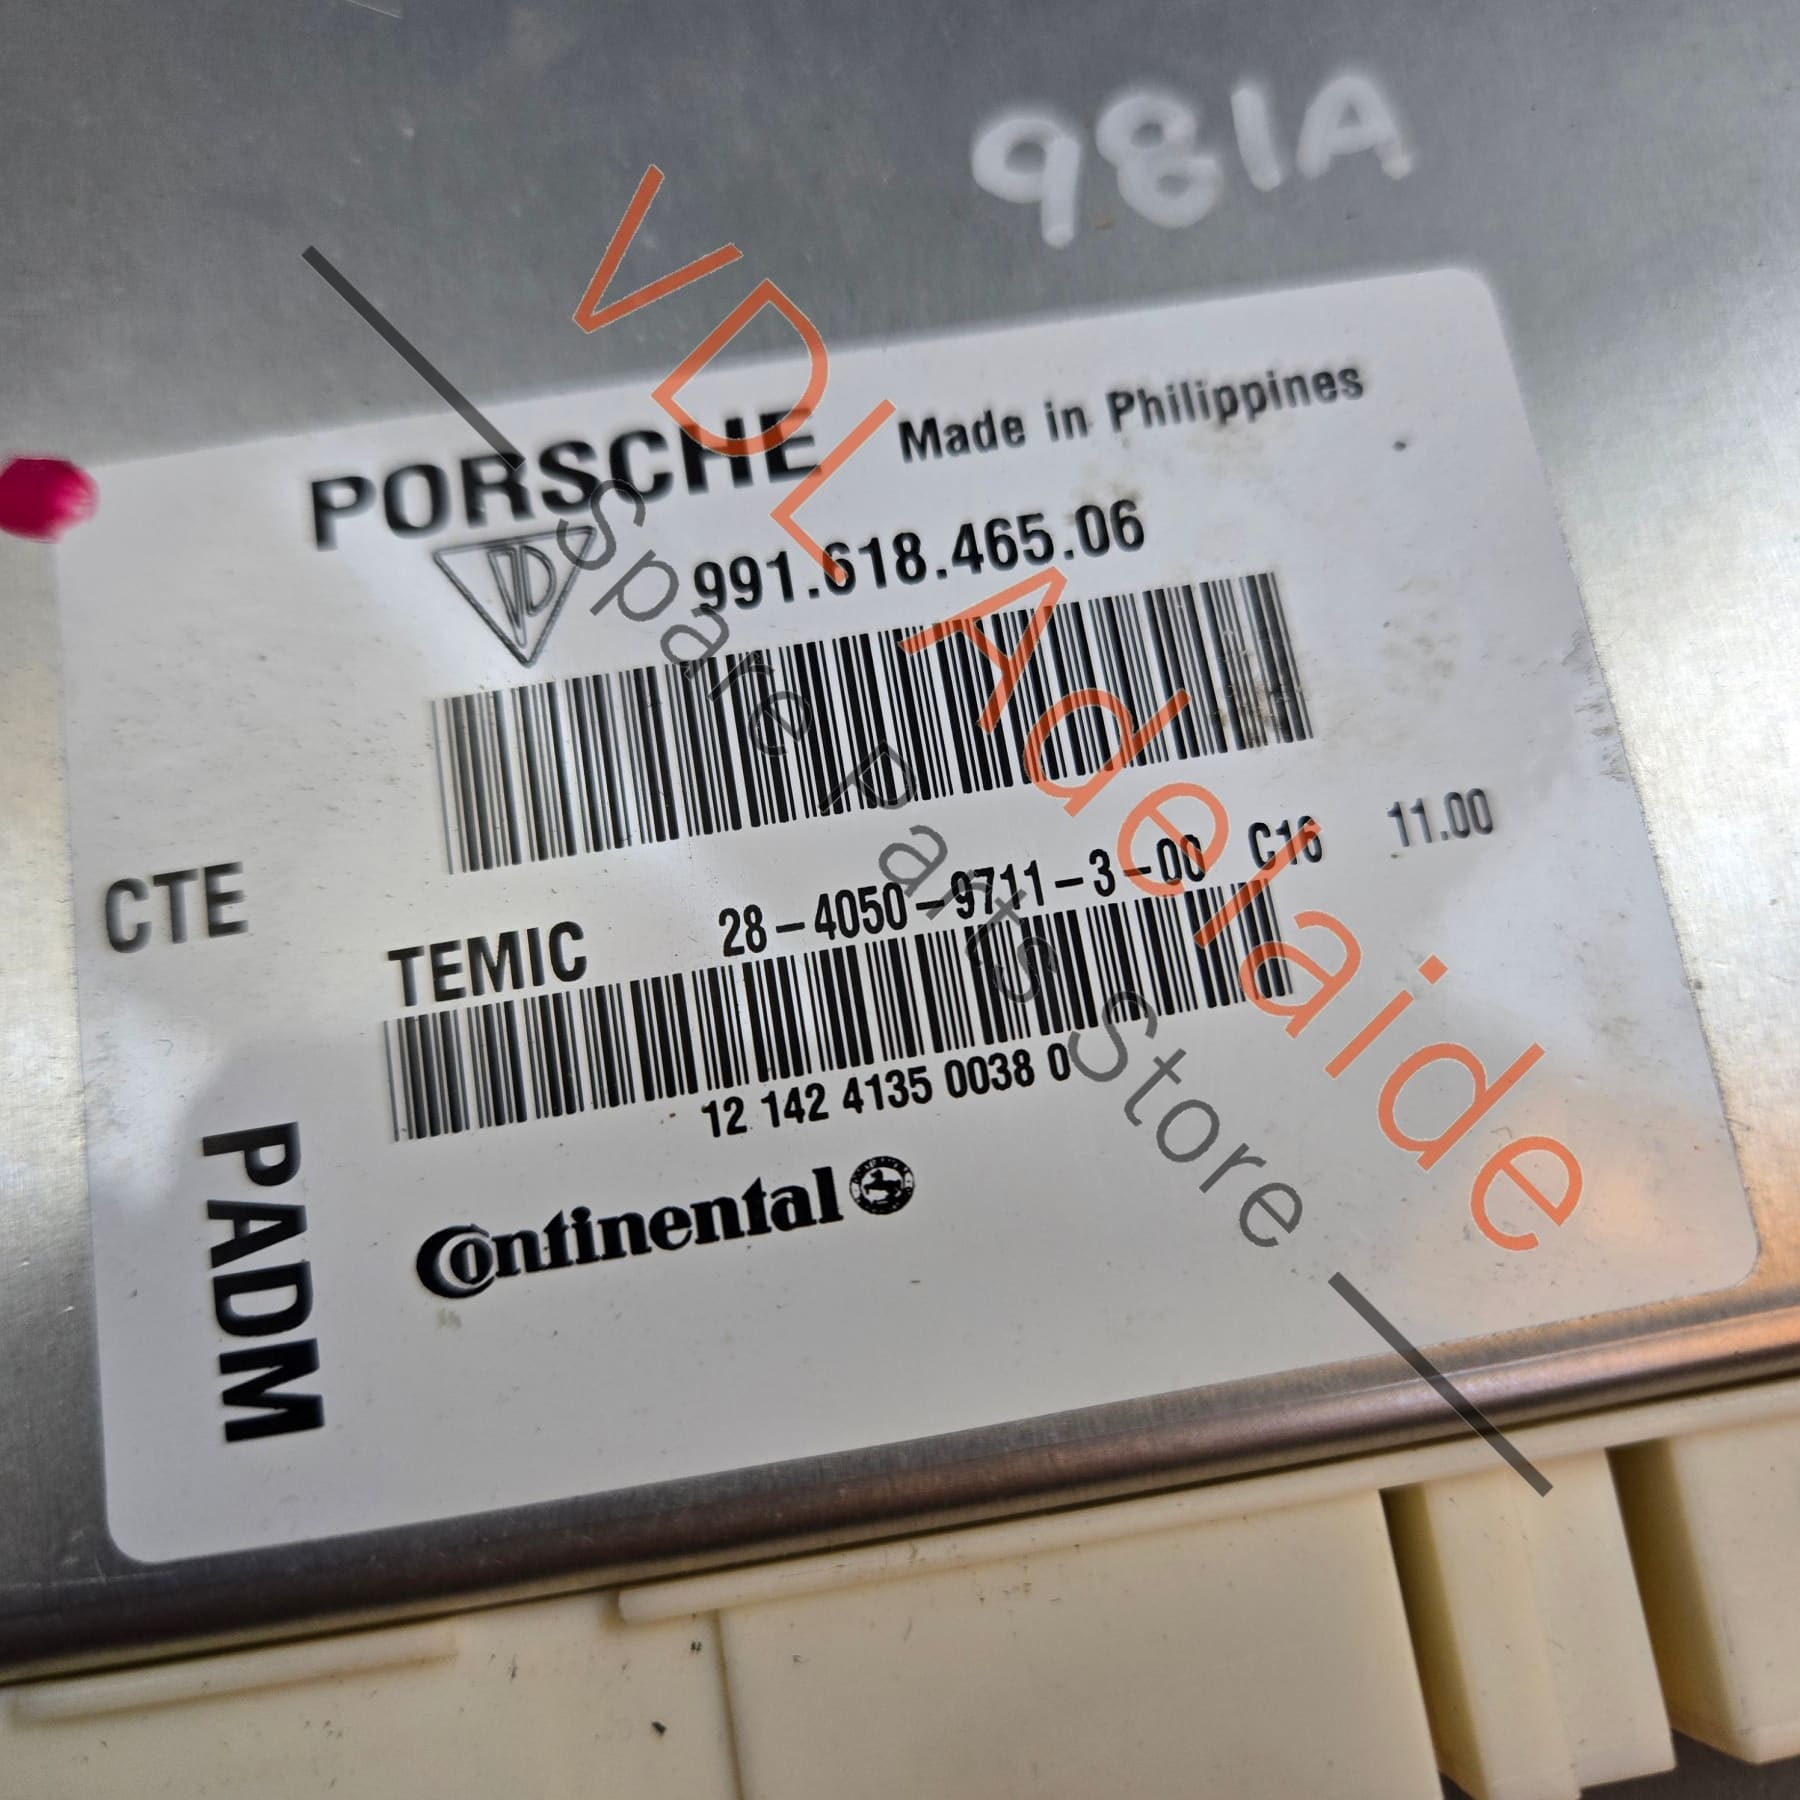 981A
PORSCHE Made in Philippines
991.618.465.06
CTE
TEMIC 28-4050-9711-3-00 C16 11.00
12 142 4135 0038 0
Continental
PADM
VDL Adelaide
Spare Parts Store